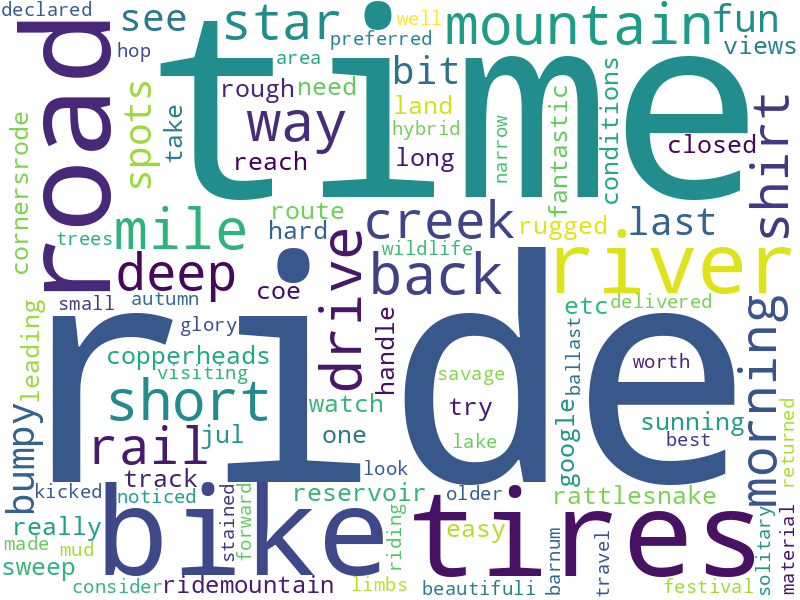 declared
see
star
well
preferred
mountain
fun
views
hop
time
road
area
bit
rough
need
spots
take
way
land
hybrid
narrow
fantastic
conditions
closed
reach
long
shirt
cornersrode
route
creek
rugged
last
trees
mile
hard
wildlife
river
deep
coe
drive
back
small
autumn
etc
delivered
leading
glory
ride
handle
ballast
morning
copperheads
visiting
savage
worth
short
watch
try
google
sunning
returned
bumpy
rail
jul
one
lake
best
track
look
kicked
noticed
stained
forward
reservoir
older
rattlesnake
really
bike
riding
easy
tires
solitary
material
made
mud
sweep
barnum
travel
consider
ridemountain
limbs
beautifuli
festival